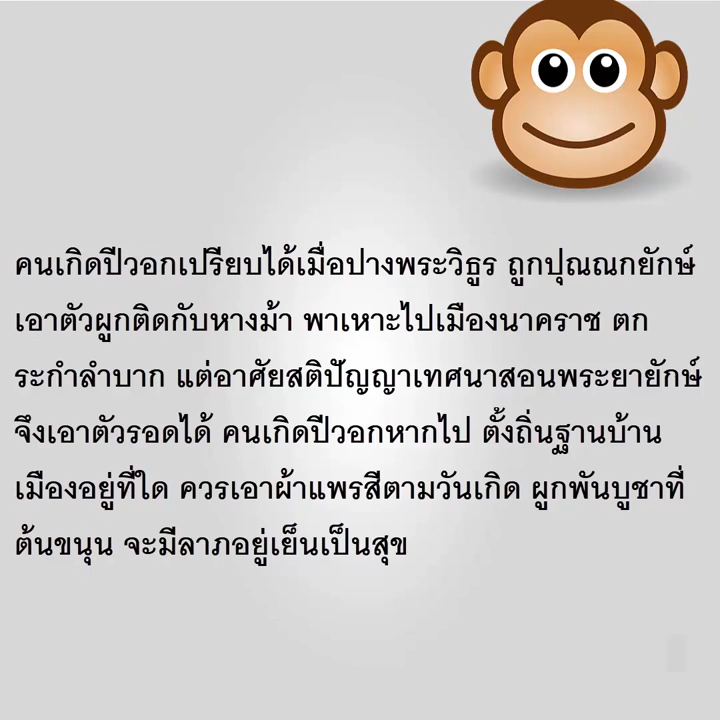 คนเกิดปีวอกเปรียบได้เมื่อปางพระวิธูร ถูกปุณณกยักษ์
เอาตัวผูกติดกับหางม้า พาเหาะไปเมืองนาคราช ตก
ระกำลำบาก แต่อาศัยสติปัญญาเทศนาสอนพระยายักษ์
จึงเอาตัวรอดได้ คนเกิดปีวอกหากไป ตั้งถิ่นฐานบ้าน
เมืองอยู่ที่ใด ควรเอาผ้าแพรสีตามวันเกิด ผูกพันบูชาที่
ต้นขนุน จะมีลาภอยู่เย็นเป็นสุข